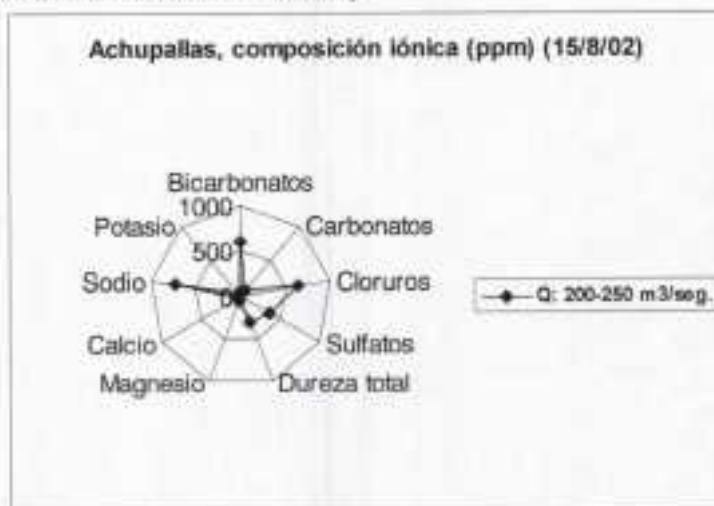 Achupallas, composición iónica (ppm) (15/8/02)
Bicarbonatos
1000
Potasio
Carbonatos
500
Sodio
0
Cloruros
Q: 200-250 m3/seg.
Calcio
Sulfatos
Magnesio
Dureza total